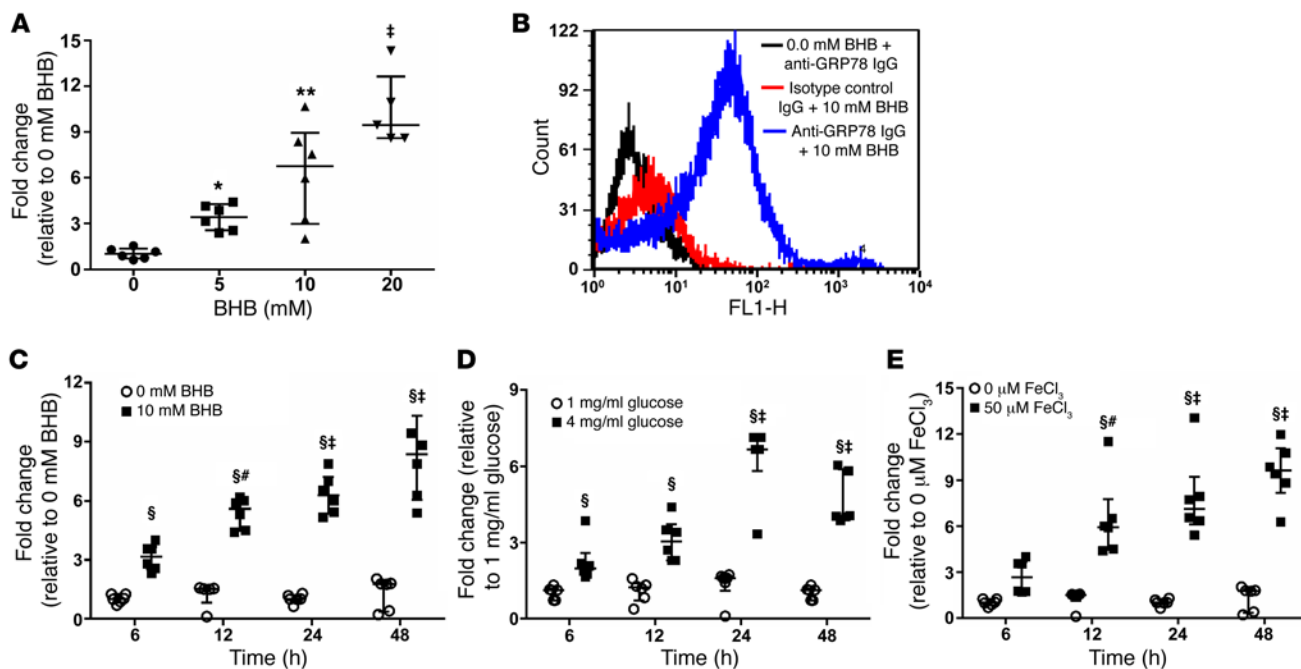 A
Fold change
(relative to 0 mM BHB)
15
12
9
6
3
0
*
**
‡
0
5
10
20
BHB (mM)
B
Count
122
92
61
31
0
0.0 mM BHB +
anti-GRP78 IgG
Isotype control
IgG + 10 mM BHB
Anti-GRP78 IgG
+ 10 mM BHB
10⁰
10¹
10²
10³
10⁴
FL1-H
C
Fold change
(relative to 0 mM BHB)
12
9
6
3
0
0 mM BHB
10 mM BHB
§
§#
§‡
§‡
6
12
24
48
Time (h)
D
Fold change (relative
to 1 mg/ml glucose)
9
6
3
0
1 mg/ml glucose
4 mg/ml glucose
§
§
§‡
§‡
6
12
24
48
Time (h)
E
Fold change
(relative to 0 μM FeCl₃)
15
12
9
6
3
0
0 μM FeCl₃
50 μM FeCl₃
§#
§‡
§‡
6
12
24
48
Time (h)